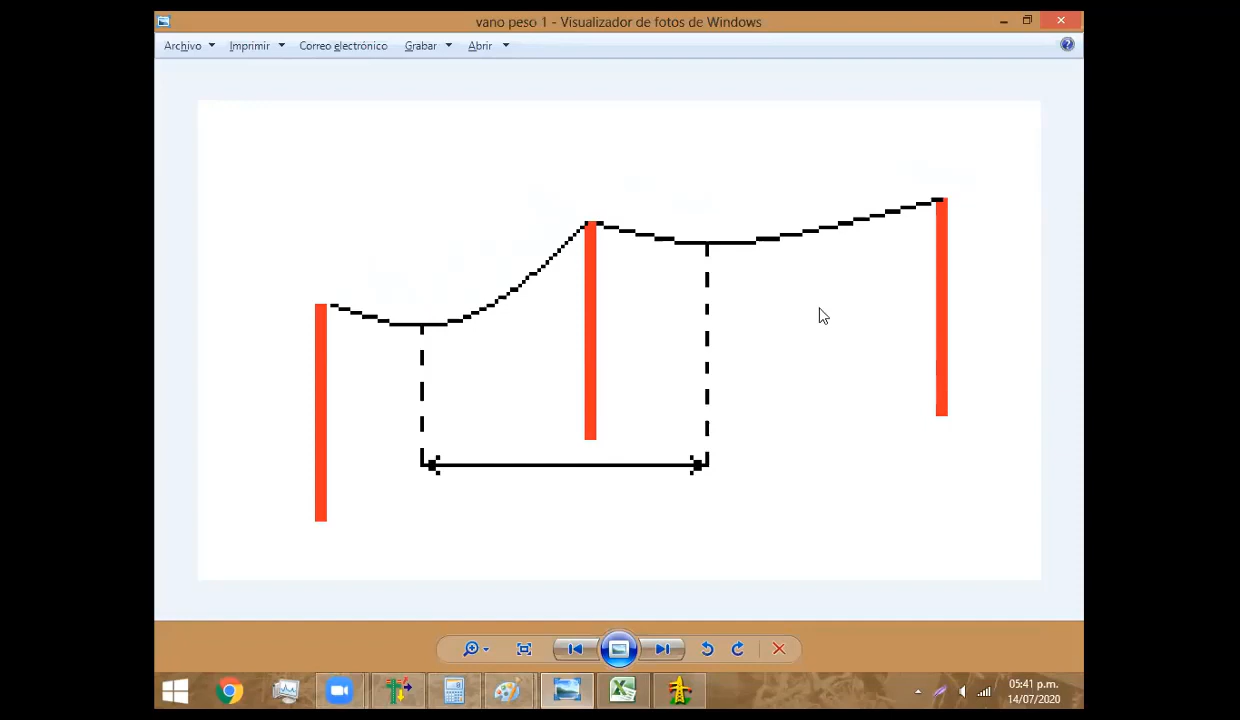 vano peso 1 - Visualizador de fotos de Windows
Archivo Imprimir Correo electrónico Grabar Abrir
05:41 p.m.
14/07/2020